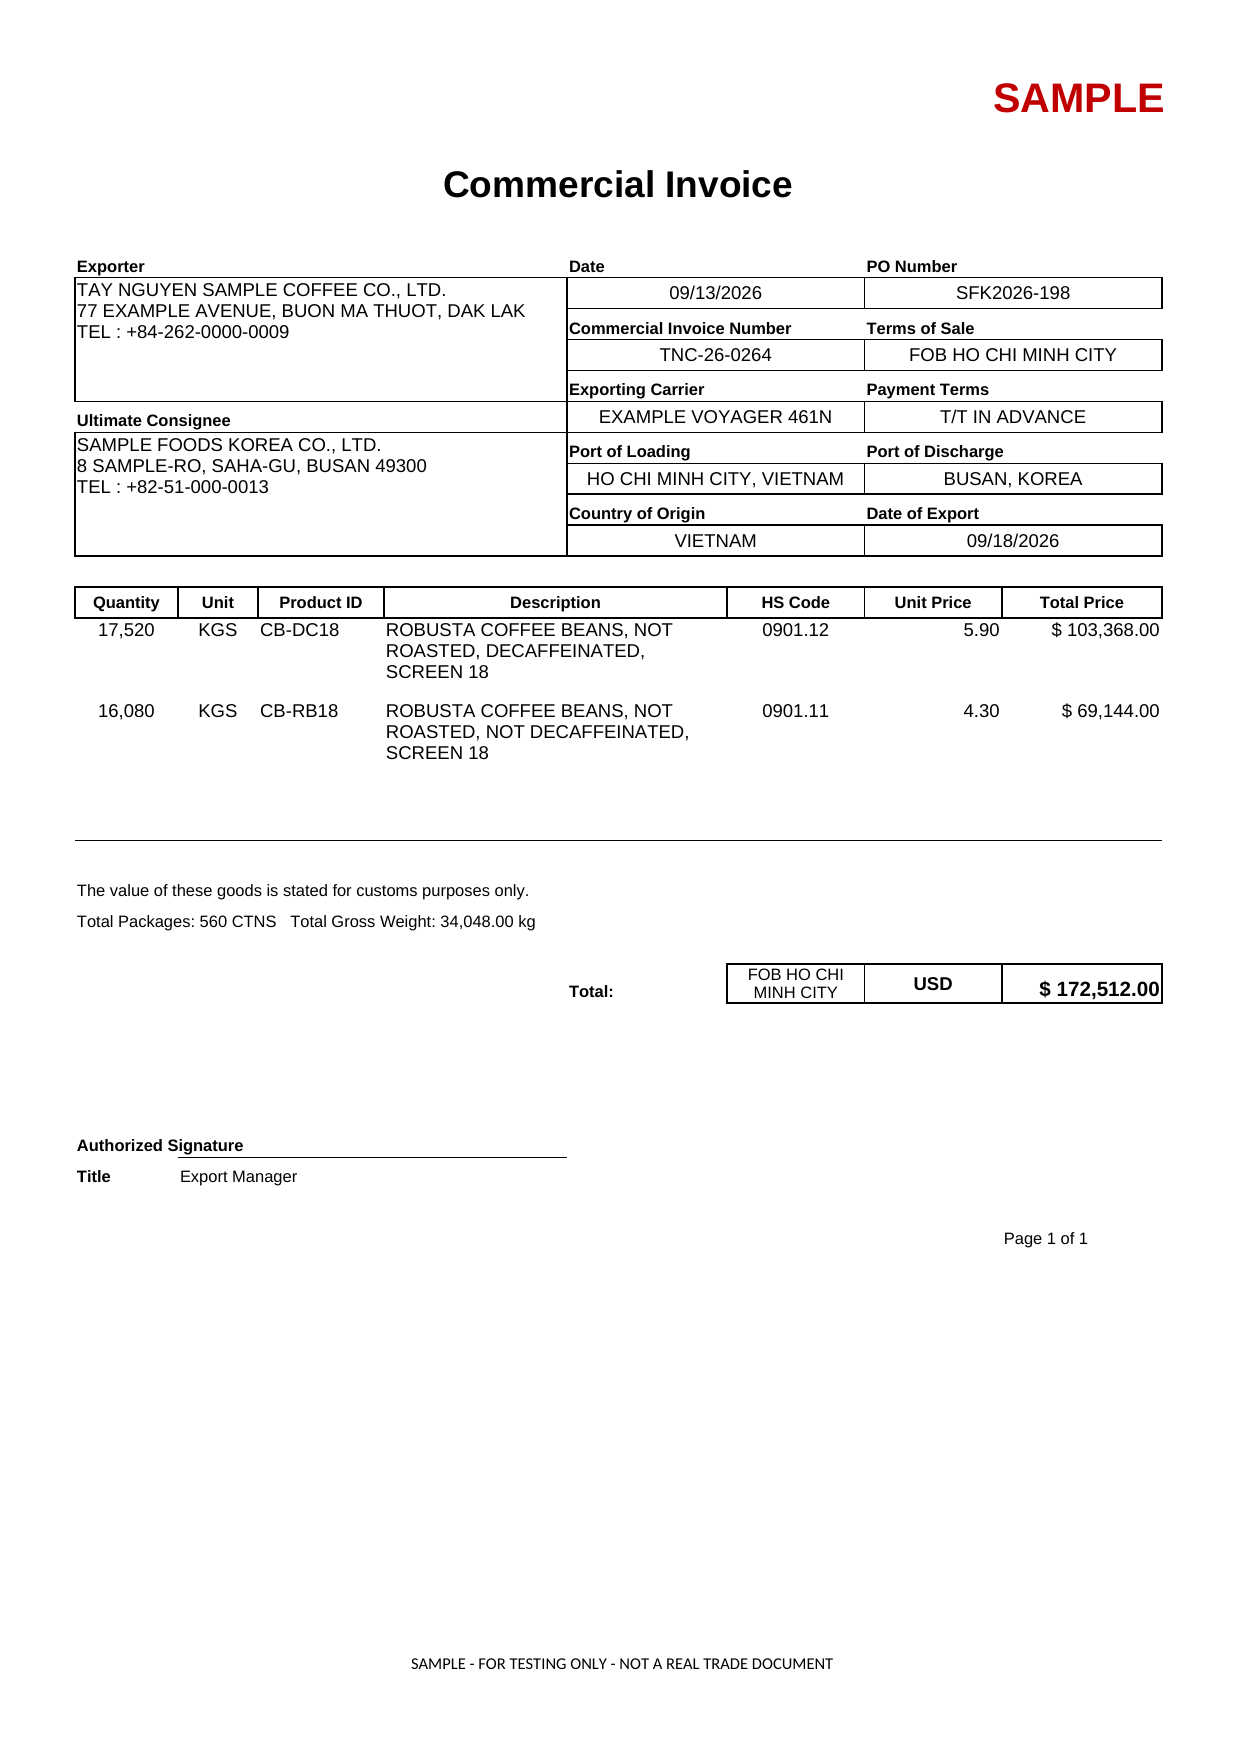 SAMPLE
Commercial Invoice
Exporter
TAY NGUYEN SAMPLE COFFEE CO., LTD.
77 EXAMPLE AVENUE, BUON MA THUOT, DAK LAK
TEL : +84-262-0000-0009
Date
PO Number
09/13/2026
SFK2026-198
Commercial Invoice Number
Terms of Sale
TNC-26-0264
FOB HO CHI MINH CITY
Exporting Carrier
Payment Terms
EXAMPLE VOYAGER 461N
T/T IN ADVANCE
Ultimate Consignee
SAMPLE FOODS KOREA CO., LTD.
8 SAMPLE-RO, SAHA-GU, BUSAN 49300
TEL : +82-51-000-0013
Port of Loading
Port of Discharge
HO CHI MINH CITY, VIETNAM
BUSAN, KOREA
Country of Origin
Date of Export
VIETNAM
09/18/2026
Quantity Unit Product ID Description HS Code Unit Price Total Price
17,520 KGS CB-DC18 ROBUSTA COFFEE BEANS, NOT 0901.12 5.90 $ 103,368.00
ROASTED, DECAFFEINATED,
SCREEN 18
16,080 KGS CB-RB18 ROBUSTA COFFEE BEANS, NOT 0901.11 4.30 $ 69,144.00
ROASTED, NOT DECAFFEINATED,
SCREEN 18
The value of these goods is stated for customs purposes only.
Total Packages: 560 CTNS Total Gross Weight: 34,048.00 kg
Total:
FOB HO CHI
MINH CITY
USD
$ 172,512.00
Authorized Signature
Title Export Manager
Page 1 of 1
SAMPLE - FOR TESTING ONLY - NOT A REAL TRADE DOCUMENT